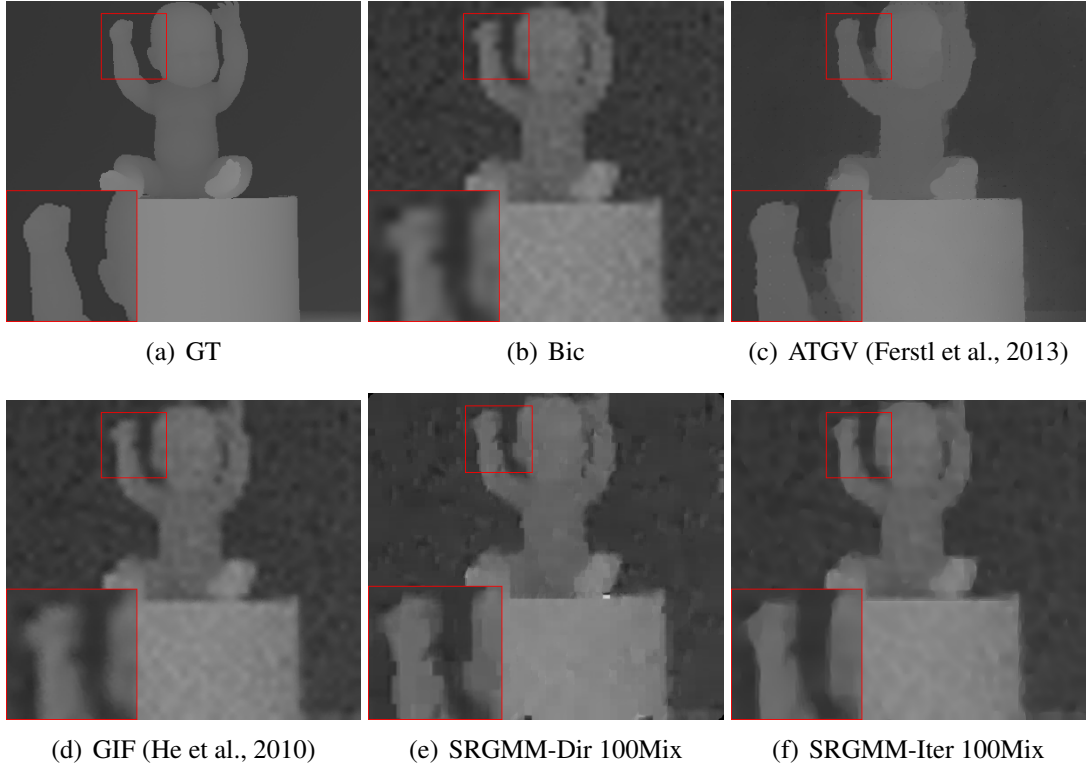 (a) GT
(b) Bic
(c) ATGV (Ferstl et al., 2013)
(d) GIF (He et al., 2010)
(e) SRGMM-Dir 100Mix
(f) SRGMM-Iter 100Mix